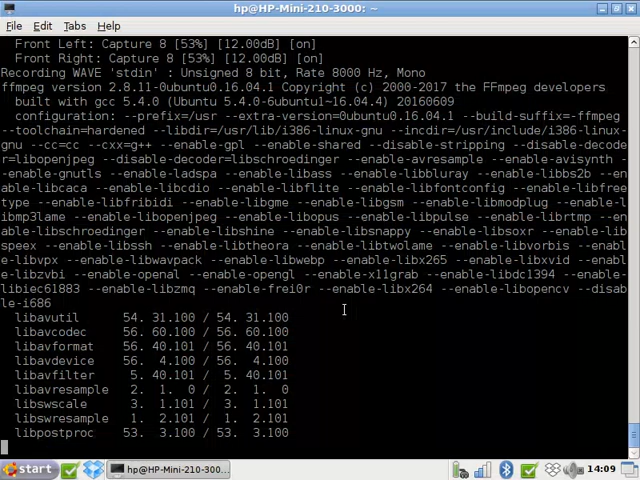 hp@HP-Mini-210-3000: ~
File Edit Tabs Help
Front Left: Capture 8 [53%] [12.00dB] [on]
Front Right: Capture 8 [53%] [12.00dB] [on]
Recording WAVE 'stdin' : Unsigned 8 bit, Rate 8000 Hz, Mono
ffmpeg version 2.8.11-0ubuntu0.16.04.1 Copyright (c) 2000-2017 the FFmpeg developers
built with gcc 5.4.0 (Ubuntu 5.4.0-6ubuntu1~16.04.4) 20160609
configuration: --prefix=/usr --extra-version=0ubuntu0.16.04.1 --build-suffix=-ffmpeg
--toolchain=hardened --libdir=/usr/lib/i386-linux-gnu --incdir=/usr/include/i386-linux-
gnu --cc=cc --cxx=g++ --enable-gpl --enable-shared --disable-stripping --disable-decode
r=libopenjpeg --disable-decoder=libschroedinger --enable-avresample --enable-avisynth -
-enable-gnutls --enable-ladspa --enable-libass --enable-libbluray --enable-libbs2b --en
able-libcaca --enable-libcdio --enable-libflite --enable-libfontconfig --enable-libfree
type --enable-libfribidi --enable-libgme --enable-libgsm --enable-libmodplug --enable-l
ibmp3lame --enable-libopenjpeg --enable-libopus --enable-libpulse --enable-librtmp --en
able-libschroedinger --enable-libshine --enable-libsnappy --enable-libsoxr --enable-lib
speex --enable-libssh --enable-libtheora --enable-libtwolame --enable-libvorbis --enabl
e-libvpx --enable-libwavpack --enable-libwebp --enable-libx265 --enable-libxvid --enabl
e-libzvbi --enable-openal --enable-opengl --enable-x11grab --enable-libdc1394 --enable-
libiec61883 --enable-libzmq --enable-frei0r --enable-libx264 --enable-libopencv --disab
le-i686
libavutil 54. 31.100 / 54. 31.100
libavcodec 56. 60.100 / 56. 60.100
libavformat 56. 40.101 / 56. 40.101
libavdevice 56. 4.100 / 56. 4.100
libavfilter 5. 40.101 / 5. 40.101
libavresample 2. 1. 0 / 2. 1. 0
libswscale 3. 1.101 / 3. 1.101
libswresample 1. 2.101 / 1. 2.101
libpostproc 53. 3.100 / 53. 3.100
start
hp@HP-Mini-210-300...
14:09